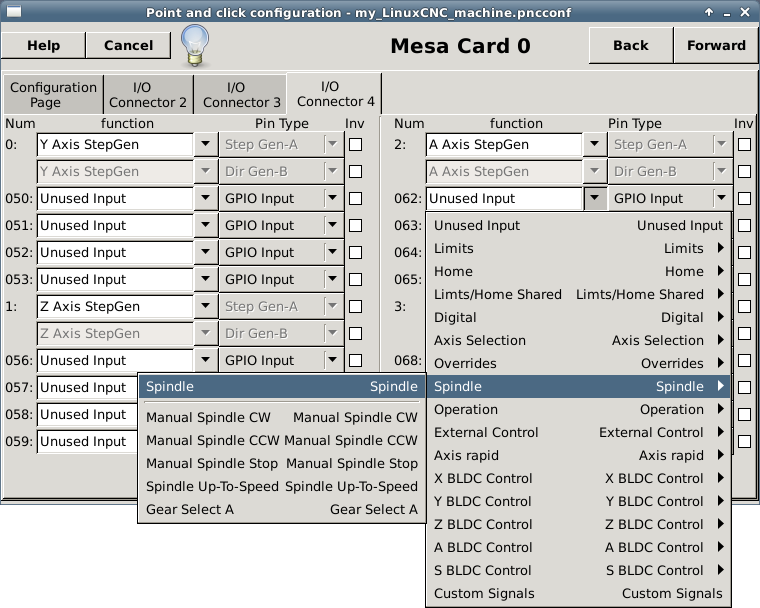 Point and click configuration - my_LinuxCNC_machine.pncconf
Help Cancel Mesa Card 0 Back Forward
Configuration Page
I/O Connector 2
I/O Connector 3
I/O Connector 4
Num function Pin Type Inv
0: Y Axis StepGen Step Gen-A
Y Axis StepGen Dir Gen-B
050: Unused Input GPIO Input
051: Unused Input GPIO Input
052: Unused Input GPIO Input
053: Unused Input GPIO Input
1: Z Axis StepGen Step Gen-A
Z Axis StepGen Dir Gen-B
056: Unused Input GPIO Input
057: Unused Input
058: Unused Input
059: Unused Input
Num function Pin Type Inv
2: A Axis StepGen Step Gen-A
A Axis StepGen Dir Gen-B
062: Unused Input GPIO Input
063:
064:
065:
3:
068:
Unused Input Unused Input
Limits Limits
Home Home
Limts/Home Shared Limts/Home Shared
Digital Digital
Axis Selection Axis Selection
Overrides Overrides
Spindle Spindle
Operation Operation
External Control External Control
Axis rapid Axis rapid
X BLDC Control X BLDC Control
Y BLDC Control Y BLDC Control
Z BLDC Control Z BLDC Control
A BLDC Control A BLDC Control
S BLDC Control S BLDC Control
Custom Signals Custom Signals
Spindle Spindle
Manual Spindle CW Manual Spindle CW
Manual Spindle CCW Manual Spindle CCW
Manual Spindle Stop Manual Spindle Stop
Spindle Up-To-Speed Spindle Up-To-Speed
Gear Select A Gear Select A